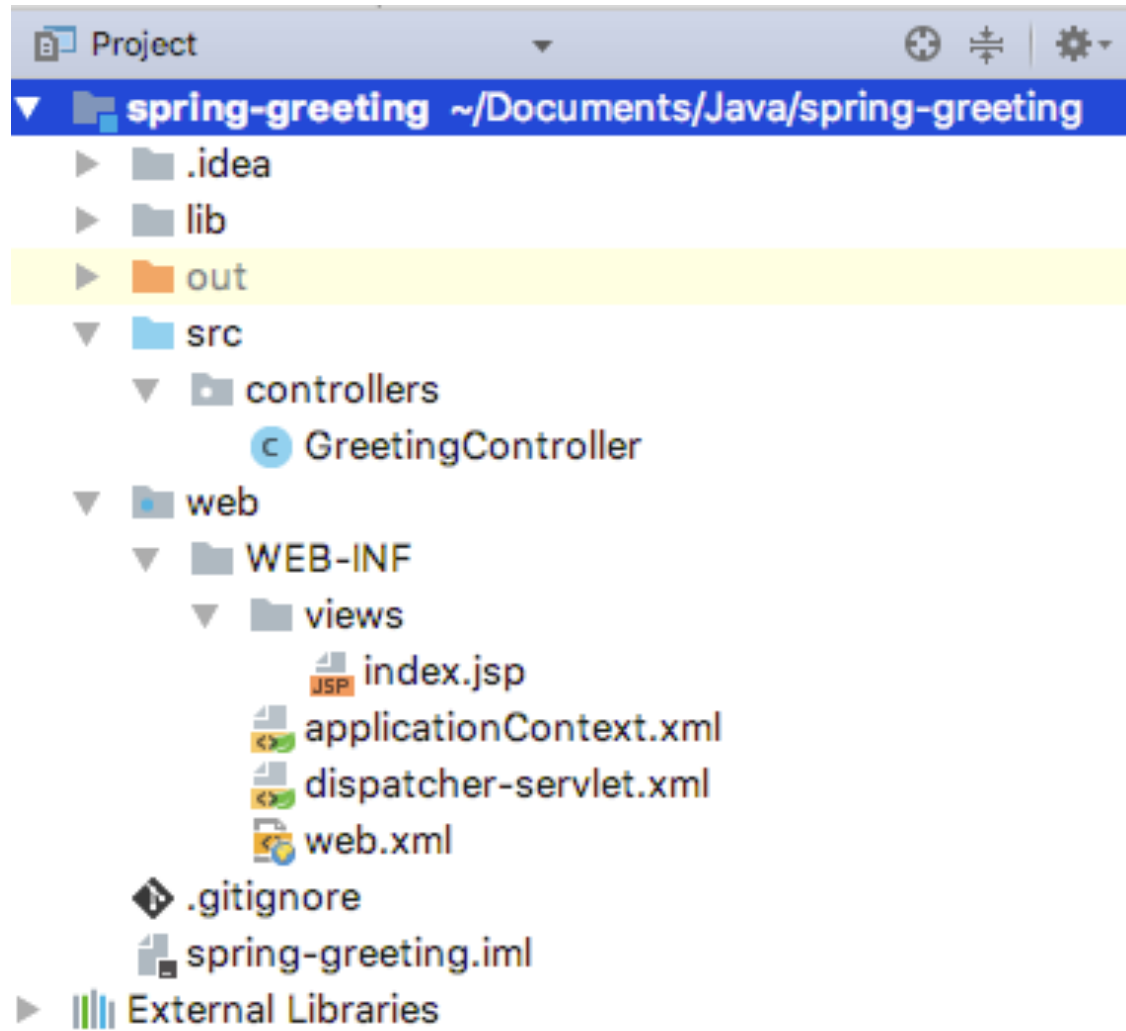 Project
spring-greeting ~/Documents/Java/spring-greeting
.idea
lib
out
src
controllers
C GreetingController
web
WEB-INF
views
JSP index.jsp
applicationContext.xml
dispatcher-servlet.xml
web.xml
.gitignore
spring-greeting.iml
External Libraries